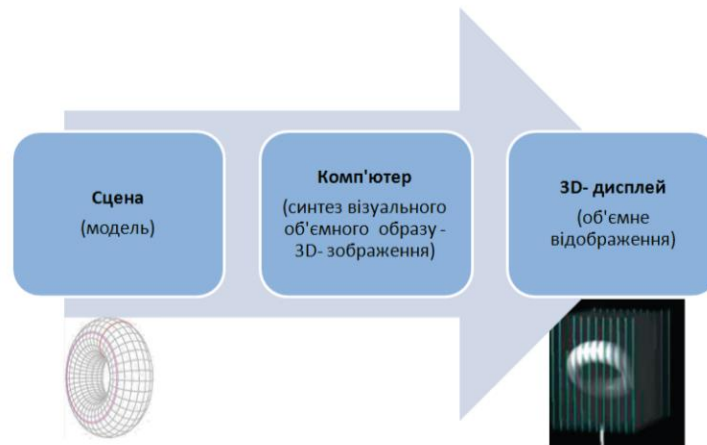 Сцена
(модель)
Комп'ютер
(синтез візуального
об'ємного образу -
3D- зображення)
3D- дисплей
(об'ємне
відображення)